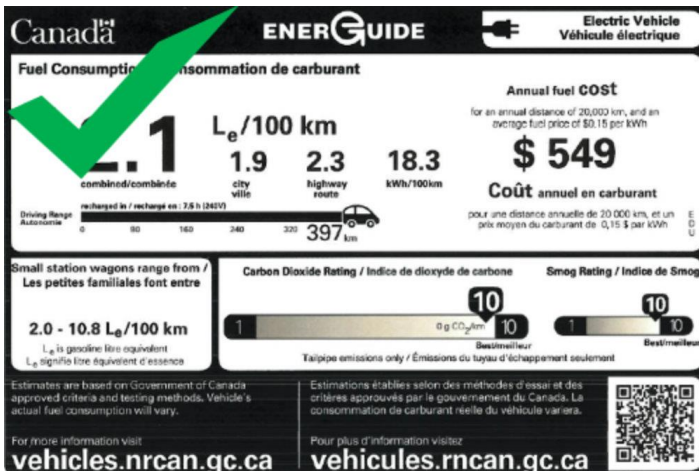 Canada
ENERGUIDE
Electric Vehicle
Véhicule électrique
Fuel Consumption
consommation de carburant
.1
Le/100 km
combined/combinée
1.9
city
ville
2.3
highway
route
18.3
kWh/100km
Driving Range
Autonomie
recharged in / rechargé en : 7.5 h (240V)
0 80 160 240 320 397 km
Annual fuel COST
for an annual distance of 20,000 km, and an
average fuel price of $0.15 per kWh
$ 549
Coût annuel en carburant
pour une distance annuelle de 20 000 km, et un
prix moyen du carburant de 0,15 $ par kWh
Small station wagons range from /
Les petites familiales font entre
2.0 - 10.8 Le/100 km
Le is gasoline litre equivalent
Le signifie litre équivalent d'essence
Carbon Dioxide Rating / Indice de dioxyde de carbone
10
1
0 g CO2/km
10
Best/meilleur
Tailpipe emissions only / Émissions du tuyau d'échappement seulement
Smog Rating / Indice de Smog
10
1
10
Best/meilleur
Estimates are based on Government of Canada
approved criteria and testing methods. Vehicle's
actual fuel consumption will vary.
For more information visit
vehicles.nrcan.gc.ca
Estimations établies selon des méthodes d'essai et des
critères approuvés par le gouvernement du Canada. La
consommation de carburant réelle du véhicule variera.
Pour plus d'information visitez
vehicules.rncan.gc.ca